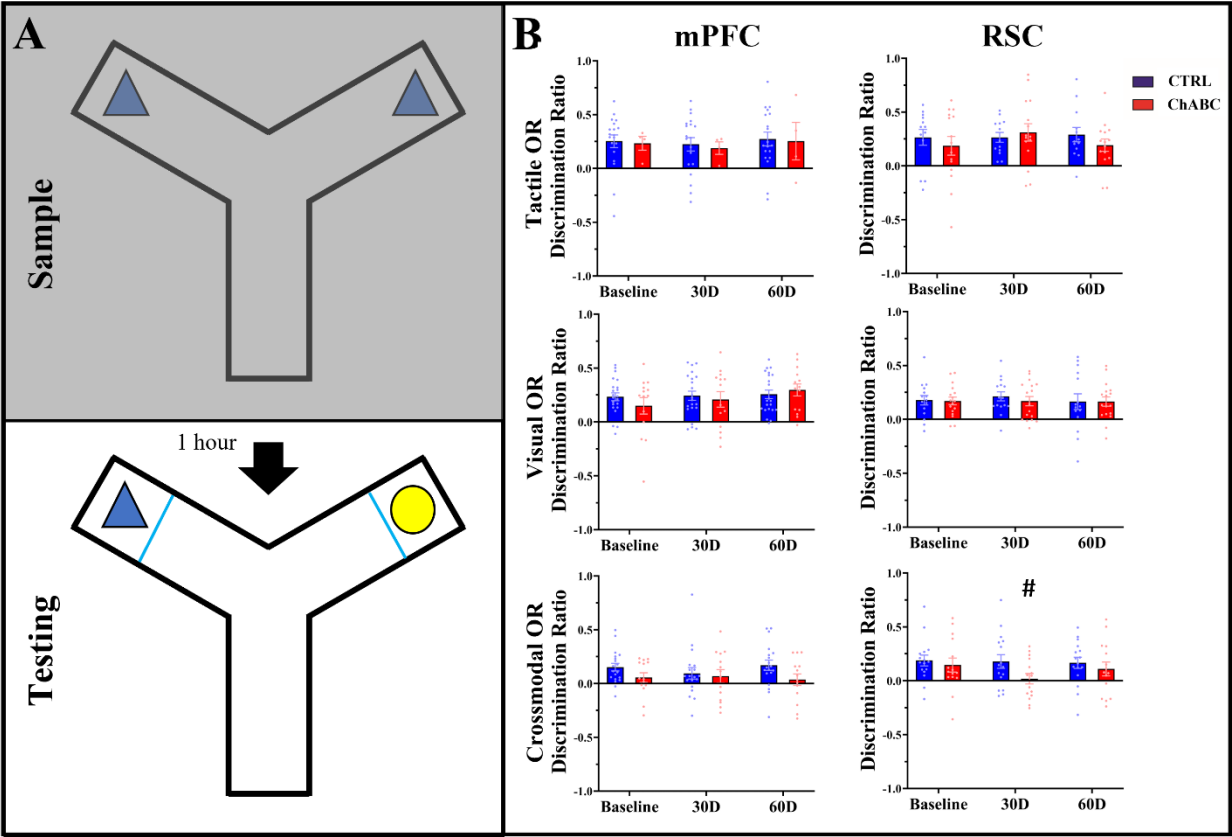 A
Sample
1 hour
Testing
B
mPFC
RSC
CTRL
ChABC
Tactile OR
Discrimination Ratio
1.0
0.5
0.0
-0.5
-1.0
Baseline 30D 60D
Discrimination Ratio
1.0
0.5
0.0
-0.5
-1.0
Baseline 30D 60D
Visual OR
Discrimination Ratio
1.0
0.5
0.0
-0.5
-1.0
Baseline 30D 60D
Discrimination Ratio
1.0
0.5
0.0
-0.5
-1.0
Baseline 30D 60D
Crossmodal OR
Discrimination Ratio
1.0
0.5
0.0
-0.5
-1.0
Baseline 30D 60D
Discrimination Ratio
1.0
0.5
0.0
-0.5
-1.0
#
Baseline 30D 60D